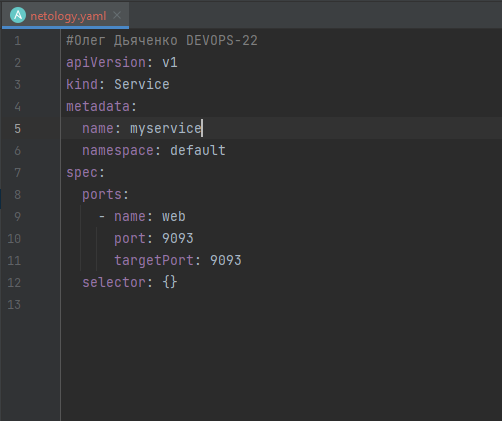 netology.yaml
1 #Олег Дьяченко DEVOPS-22
2 apiVersion: v1
3 kind: Service
4 metadata:
5   name: myservice
6   namespace: default
7 spec:
8   ports:
9     - name: web
10       port: 9093
11       targetPort: 9093
12   selector: {}
13